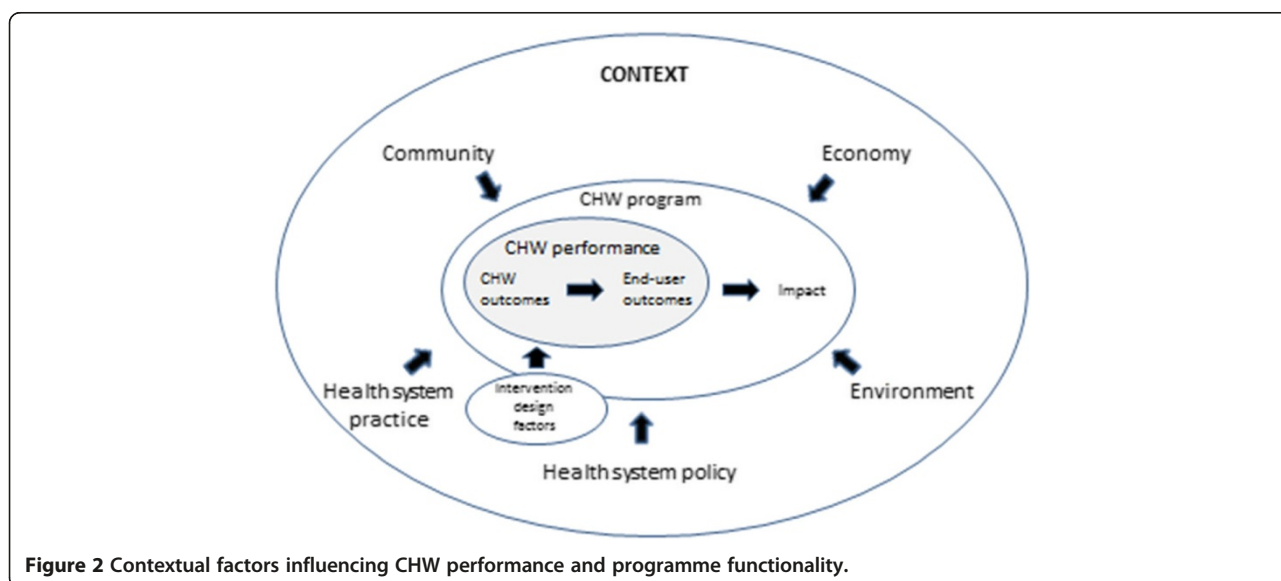 CONTEXT
Community
Economy
CHW program
CHW performance
CHW
outcomes
End-user
outcomes
Impact
Health system
practice
Intervention
design
factors
Environment
Health system policy
Figure 2 Contextual factors influencing CHW performance and programme functionality.